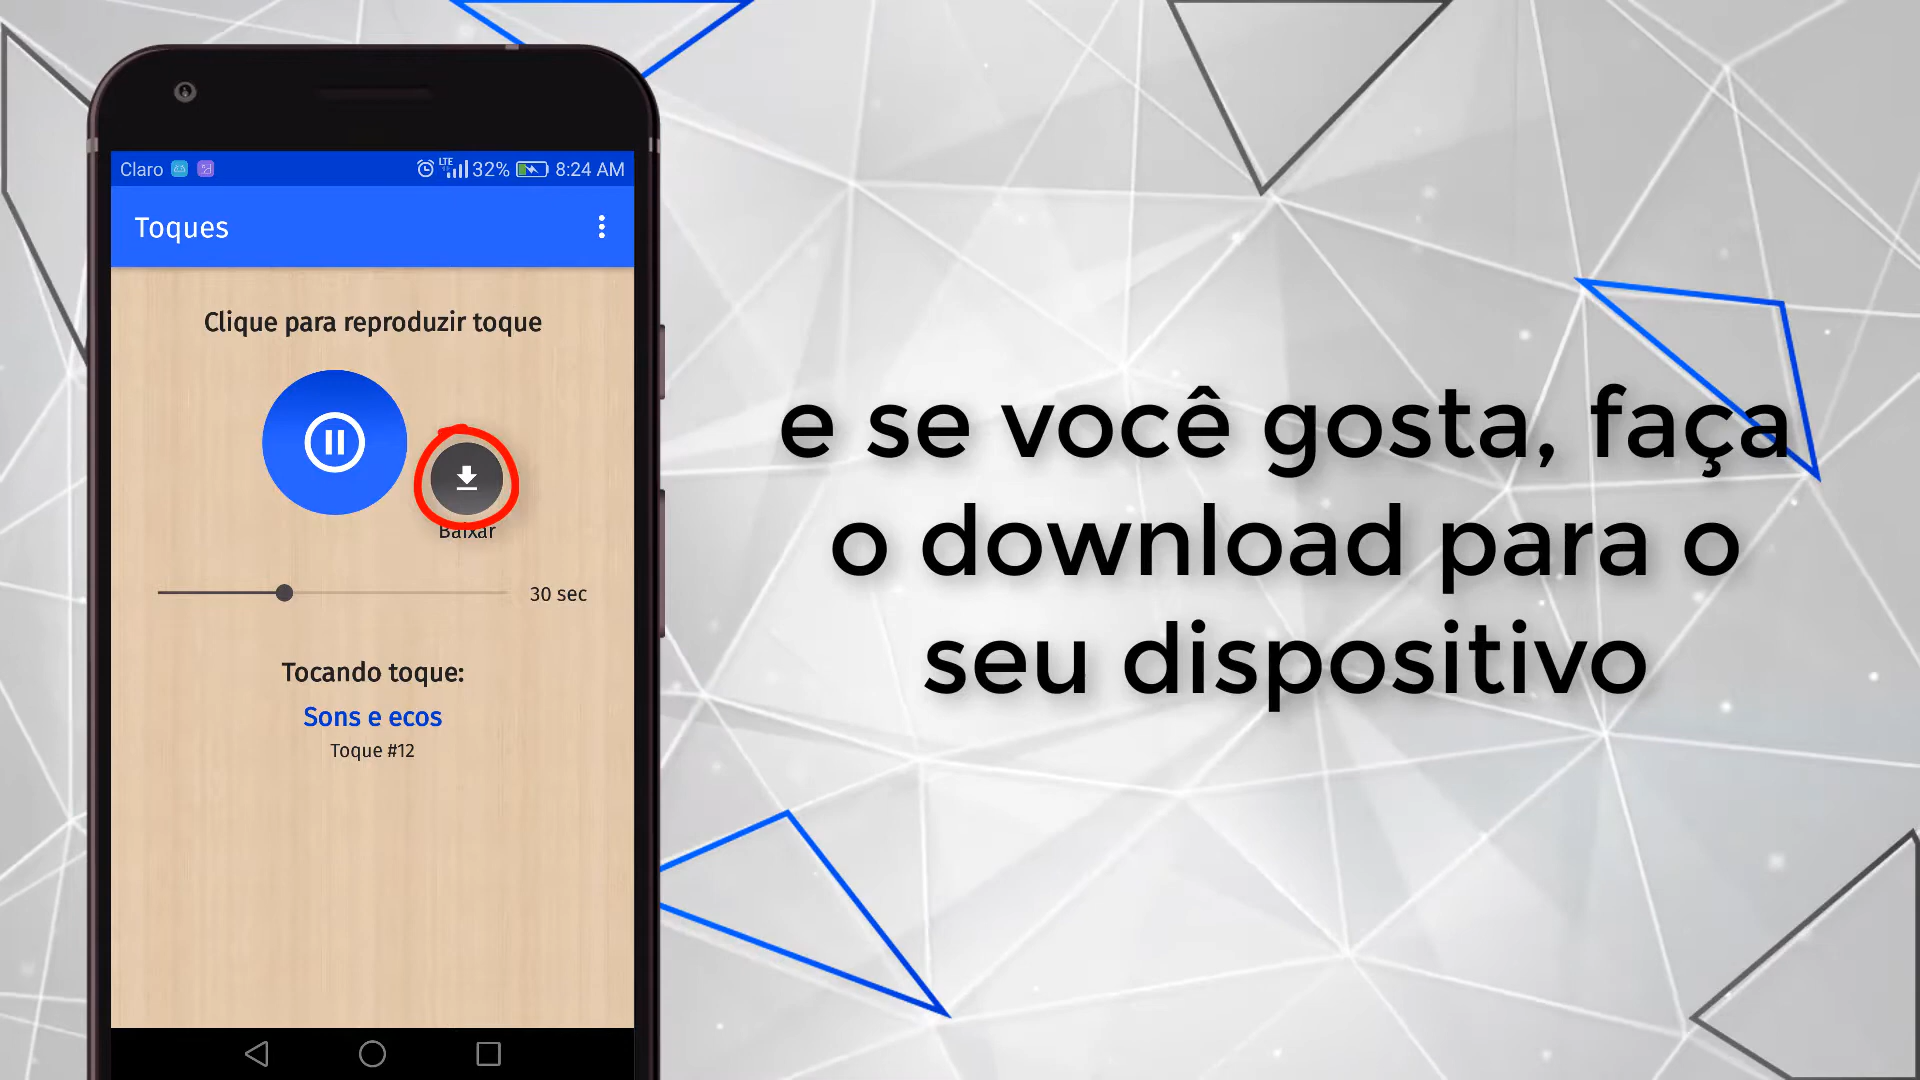 Claro LTE 32% 8:24 AM
Toques
Clique para reproduzir toque
Baixar
30 sec
Tocando toque:
Sons e ecos
Toque #12
e se você gosta, faça
o download para o
seu dispositivo